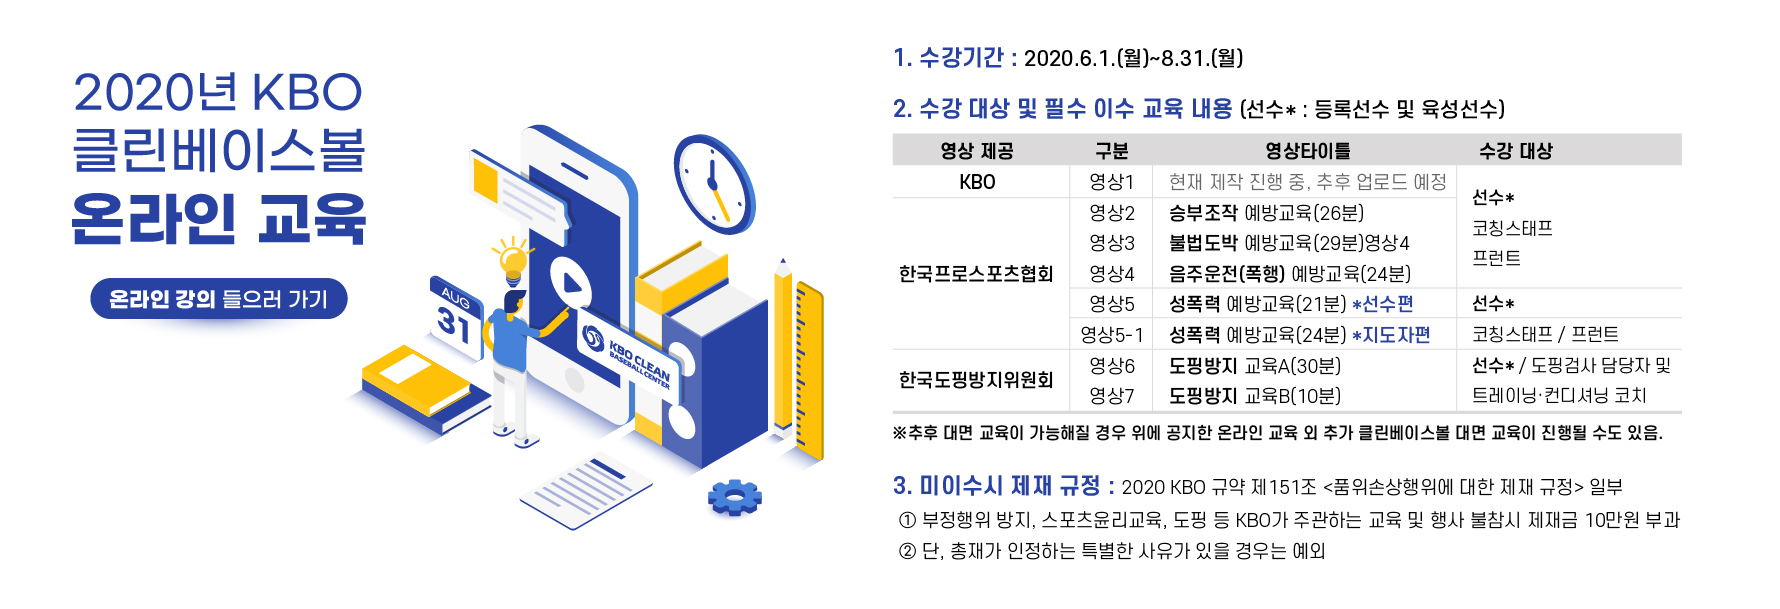 2020년 KBO
클린베이스볼
온라인 교육
온라인 강의 들으러 가기
AUG
31
KBO CLEAN
BASEBALL CENTER
1. 수강기간 : 2020.6.1.(월)~8.31.(월)
2. 수강 대상 및 필수 이수 교육 내용 (선수* : 등록선수 및 육성선수)
영상 제공 구분 영상타이틀 수강 대상
KBO 영상1 현재 제작 진행 중, 추후 업로드 예정
선수*
코칭스태프
프런트
한국프로스포츠협회
영상2 승부조작 예방교육(26분)
영상3 불법도박 예방교육(29분)영상4
영상4 음주운전(폭행) 예방교육(24분)
영상5 성폭력 예방교육(21분) *선수편 선수*
영상5-1 성폭력 예방교육(24분) *지도자편 코칭스태프 / 프런트
한국도핑방지위원회
영상6 도핑방지 교육A(30분) 선수* / 도핑검사 담당자 및
영상7 도핑방지 교육B(10분) 트레이닝·컨디셔닝 코치
※추후 대면 교육이 가능해질 경우 위에 공지한 온라인 교육 외 추가 클린베이스볼 대면 교육이 진행될 수도 있음.
3. 미이수시 제재 규정 : 2020 KBO 규약 제151조 <품위손상행위에 대한 제재 규정> 일부
① 부정행위 방지, 스포츠윤리교육, 도핑 등 KBO가 주관하는 교육 및 행사 불참시 제재금 10만원 부과
② 단, 총재가 인정하는 특별한 사유가 있을 경우는 예외